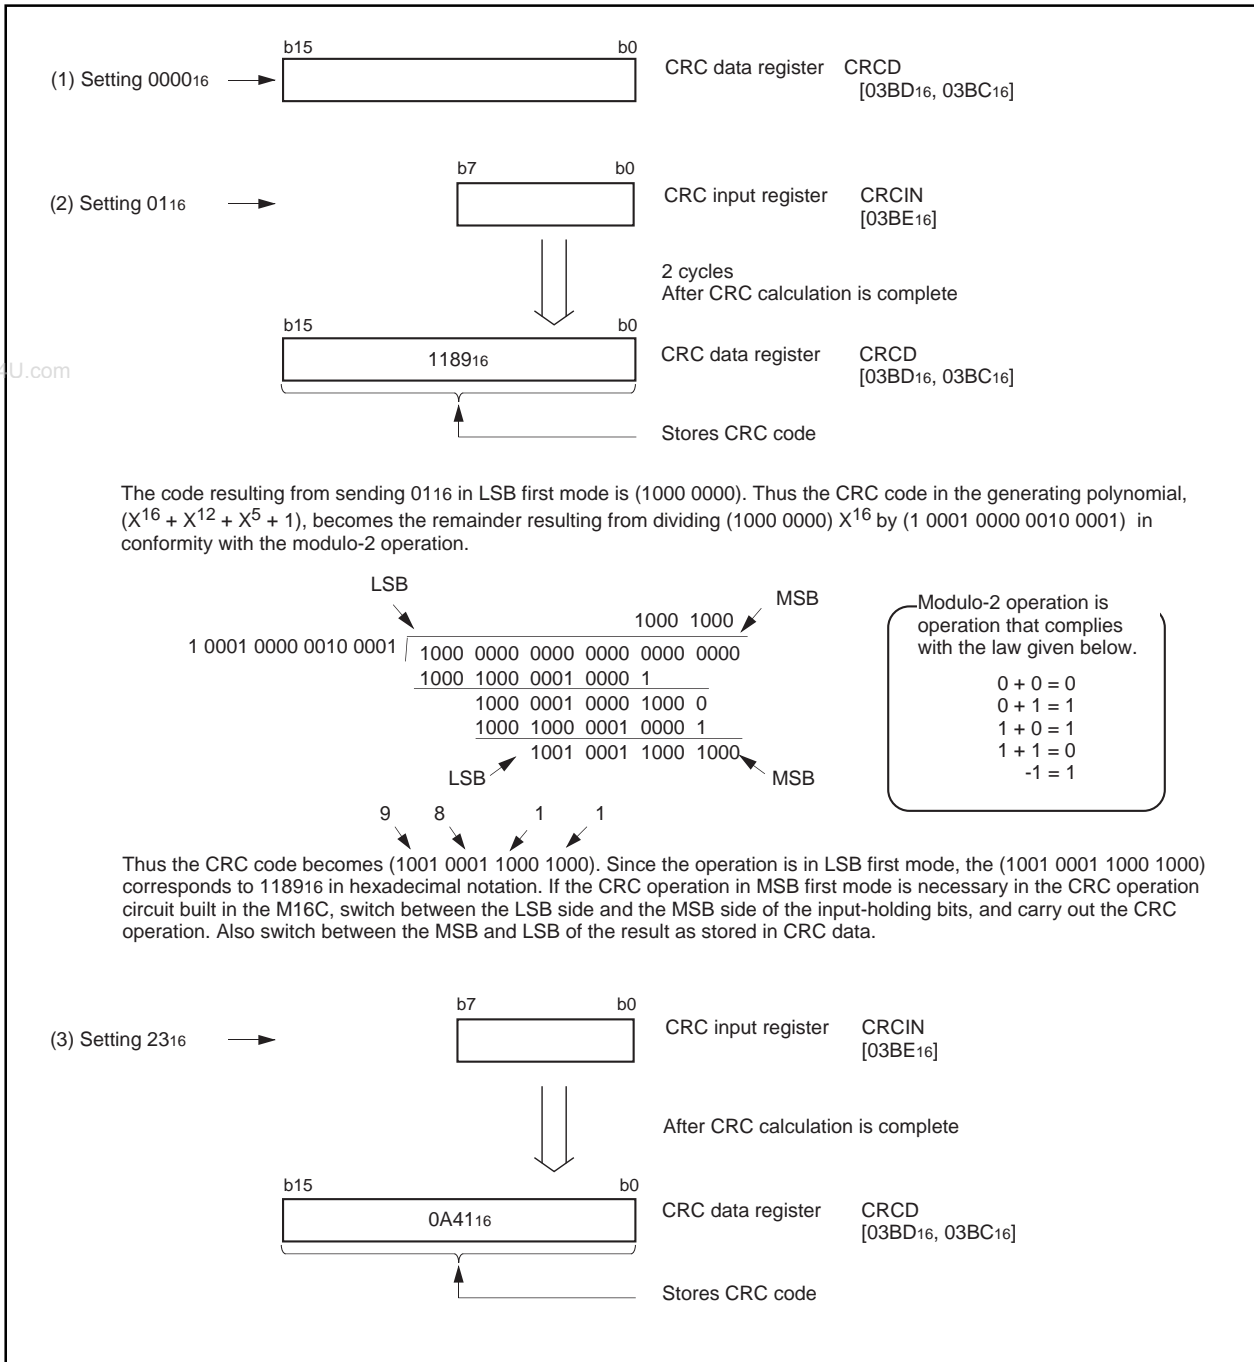 b15 b0
(1) Setting 000016 CRC data register CRCD
[03BD16, 03BC16]
b7 b0
(2) Setting 0116 CRC input register CRCIN
[03BE16]
2 cycles
After CRC calculation is complete
b15 b0
118916 CRC data register CRCD
[03BD16, 03BC16]
4U.com
Stores CRC code
The code resulting from sending 0116 in LSB first mode is (1000 0000). Thus the CRC code in the generating polynomial,
(X16 + X12 + X5 + 1), becomes the remainder resulting from dividing (1000 0000) X16 by (1 0001 0000 0010 0001) in
conformity with the modulo-2 operation.
LSB MSB
1000 1000
1 0001 0000 0010 0001 1000 0000 0000 0000 0000 0000
1000 1000 0001 0000 1
1000 0001 0000 1000 0
1000 1000 0001 0000 1
1001 0001 1000 1000
LSB MSB
Modulo-2 operation is
operation that complies
with the law given below.
0 + 0 = 0
0 + 1 = 1
1 + 0 = 1
1 + 1 = 0
-1 = 1
9 8 1 1
Thus the CRC code becomes (1001 0001 1000 1000). Since the operation is in LSB first mode, the (1001 0001 1000 1000)
corresponds to 118916 in hexadecimal notation. If the CRC operation in MSB first mode is necessary in the CRC operation
circuit built in the M16C, switch between the LSB side and the MSB side of the input-holding bits, and carry out the CRC
operation. Also switch between the MSB and LSB of the result as stored in CRC data.
b7 b0
(3) Setting 2316 CRC input register CRCIN
[03BE16]
After CRC calculation is complete
b15 b0
0A4116 CRC data register CRCD
[03BD16, 03BC16]
Stores CRC code